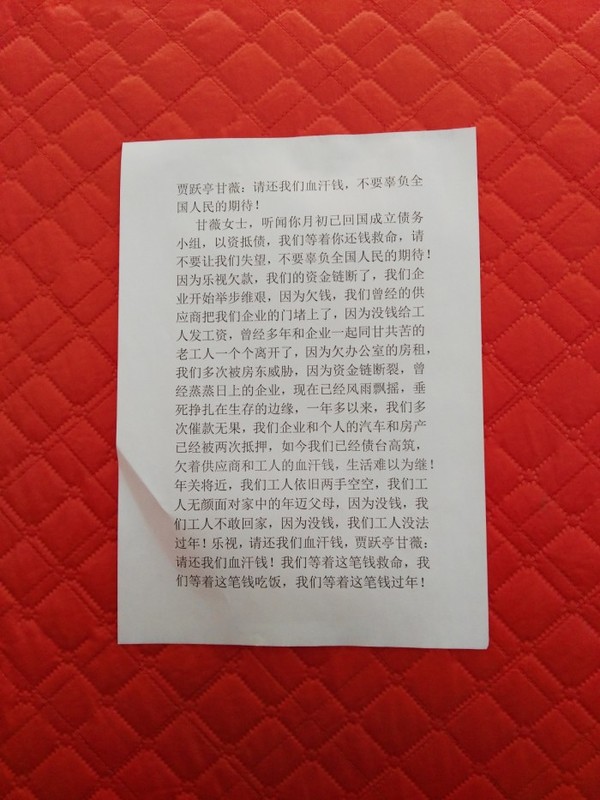 贾跃亭甘薇：请还我们血汗钱，不要辜负全
国人民的期待！
甘薇女士，听闻你月初已回国成立债务
小组，以资抵债，我们等着你还钱救命，请
不要让我们失望，不要辜负全国人民的期待！
因为乐视欠款，我们的资金链断了，我们企
业开始举步维艰，因为欠钱，我们曾经的供
应商把我们企业的门堵上了，因为没钱给工
人发工资，曾经多年和企业一起同甘共苦的
老工人一个个离开了，因为欠办公室的房租，
我们多次被房东威胁，因为资金链断裂，曾
经蒸蒸日上的企业，现在已经风雨飘摇，垂
死挣扎在生存的边缘，一年多以来，我们多
次催款无果，我们企业和个人的汽车和房产
已经被两次抵押，如今我们已经债台高筑，
欠着供应商和工人的血汗钱，生活难以为继！
年关将近，我们工人依旧两手空空，我们工
人无颜面对家中的年迈父母，因为没钱，我
们工人不敢回家，因为没钱，我们工人没法
过年！乐视，请还我们血汗钱，贾跃亭甘薇：
请还我们血汗钱！我们等着这笔钱救命，我
们等着这笔钱吃饭，我们等着这笔钱过年！